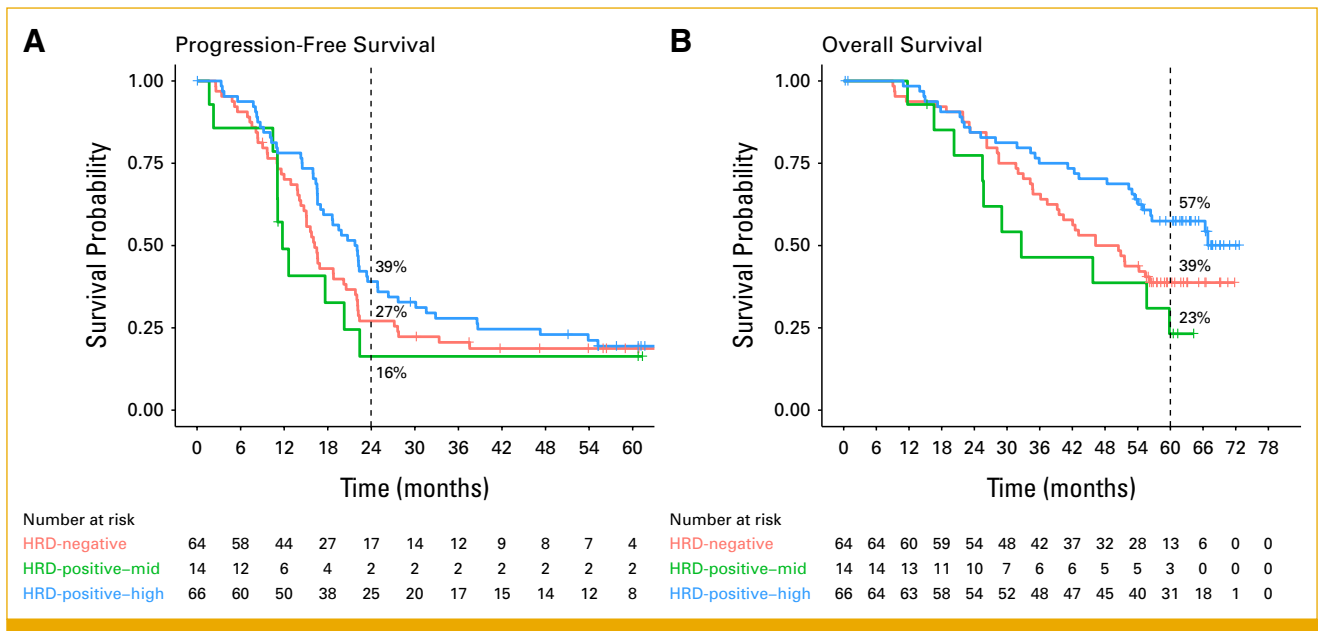 A
Progression-Free Survival
Survival Probability
1.00
0.75
0.50
0.25
0.00
39%
27%
16%
0 6 12 18 24 30 36 42 48 54 60
Time (months)
Number at risk
HRD-negative 64 58 44 27 17 14 12 9 8 7 4
HRD-positive–mid 14 12 6 4 2 2 2 2 2 2 2
HRD-positive–high 66 60 50 38 25 20 17 15 14 12 8
B
Overall Survival
Survival Probability
1.00
0.75
0.50
0.25
0.00
57%
39%
23%
0 6 12 18 24 30 36 42 48 54 60 66 72 78
Time (months)
Number at risk
HRD-negative 64 64 60 59 54 48 42 37 32 28 13 6 0 0
HRD-positive–mid 14 14 13 11 10 7 6 6 5 5 3 0 0 0
HRD-positive–high 66 64 63 58 54 52 48 47 45 40 31 18 1 0